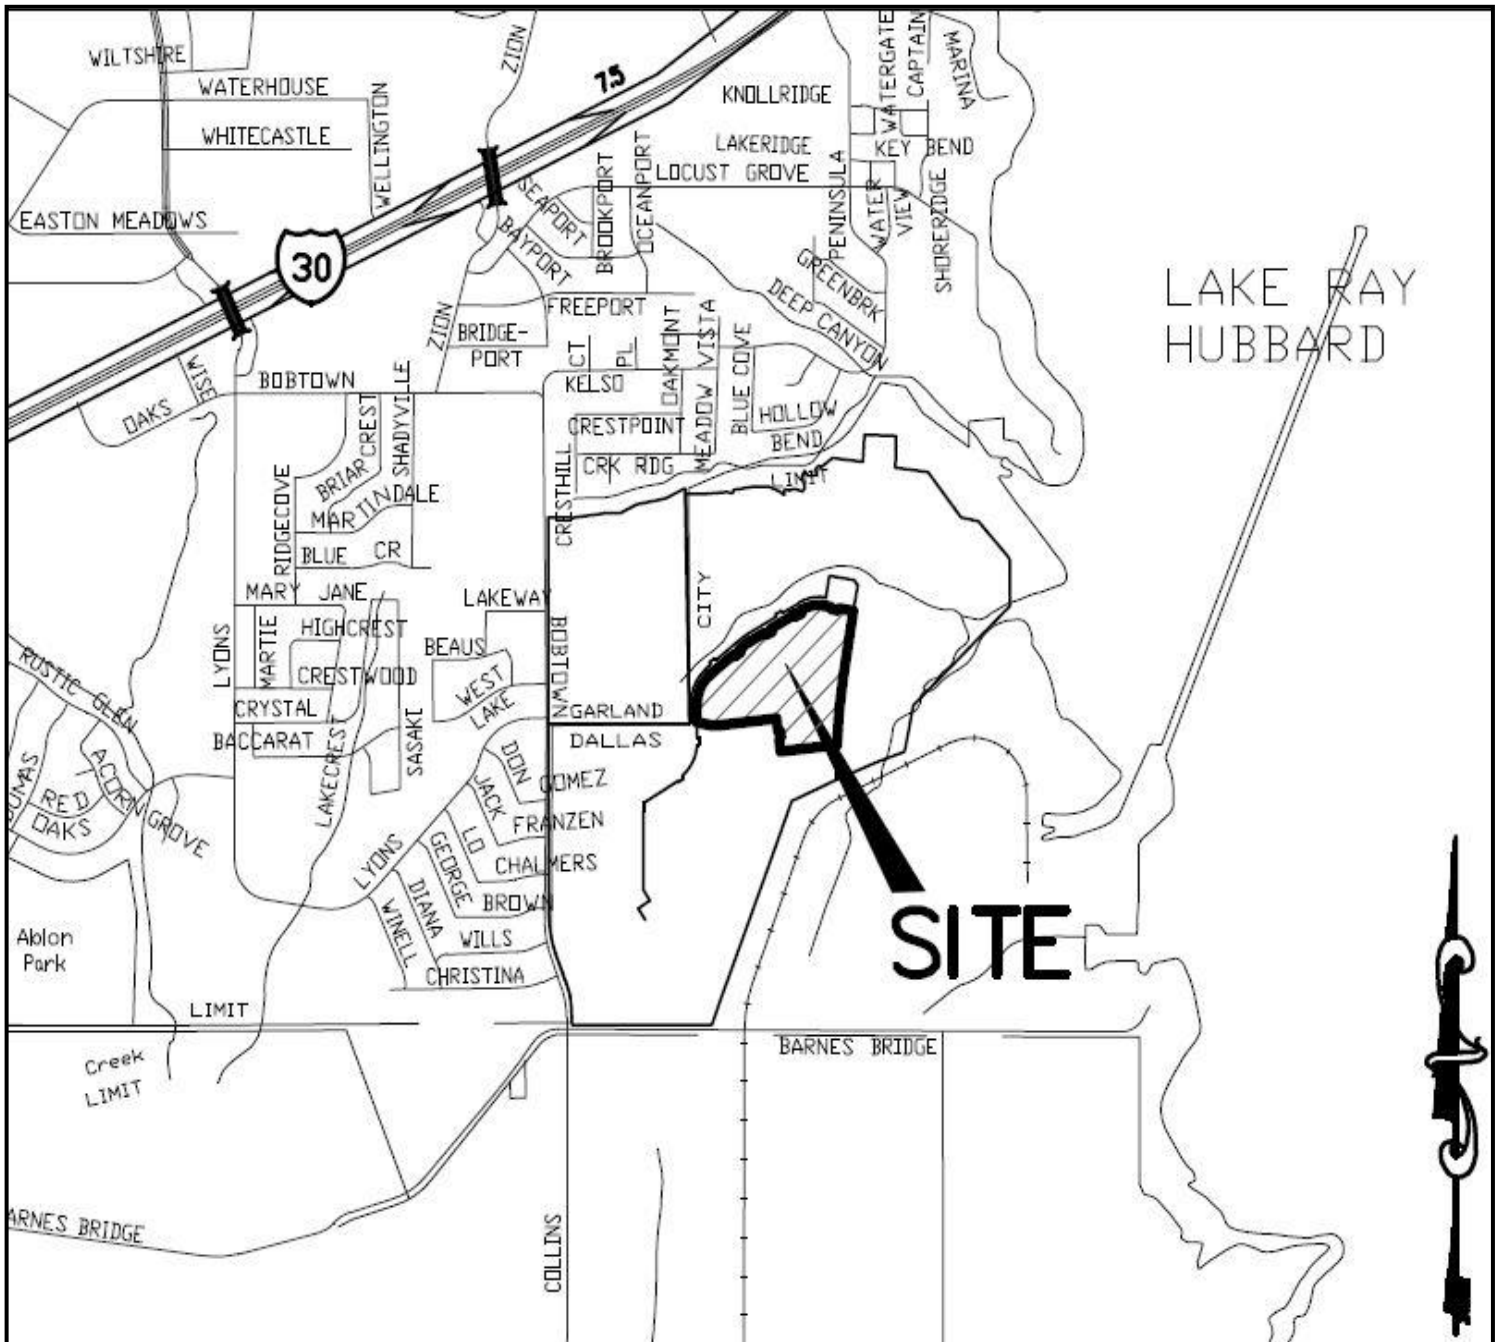 WILTSHIRE
WATERHOUSE
WHITECASTLE
WELLINGTON
EASTON MEADOWS
ZION
7.5
30
KNOLLRIDGE
LAKERIDGE
LOCUST GROVE
WATERGATE
CAPTAIN
MARINA
KEY BEND
PENINSULA
WATER
VIEW
SHORERIDGE
SEAPORT
BAYPORT
BROOKPORT
OCEANPORT
GREENBRK
DEEP CANYON
LAKE RAY
HUBBARD
FREEPORT
ZION
BRIDGE-
PORT
CT
PL
KELSO
OAKMONT
MEADOW VISTA
BLUE COVE
HOLLOW
BEND
CRESTPOINT
CRK RDG
CRESTHILL
LIMIT
WISE
OAKS
BOBTOWN
SHADYVILLE
BRIAR CREST
MARTINDALE
RIDGECOVE
BLUE CR
MARY JANE
LAKEWAY
CITY
LYONS
MARTIE
HIGHCREST
CRESTWOOD
BEAUS
WEST
LAKE
BOBTOWN
CRYSTAL
BACCARAT
LAKECREST
SASAKI
GARLAND
DALLAS
RUSTIC GLEN
ACORN GROVE
RED
OAKS
DON
GOMEZ
JACK
FRANZEN
LO
CHALMERS
LYONS
GEORGE
BROWN
DIANA
WILLS
WINELL
CHRISTINA
SITE
Ablon
Park
LIMIT
Creek
LIMIT
BARNES BRIDGE
ARNES BRIDGE
COLLINS